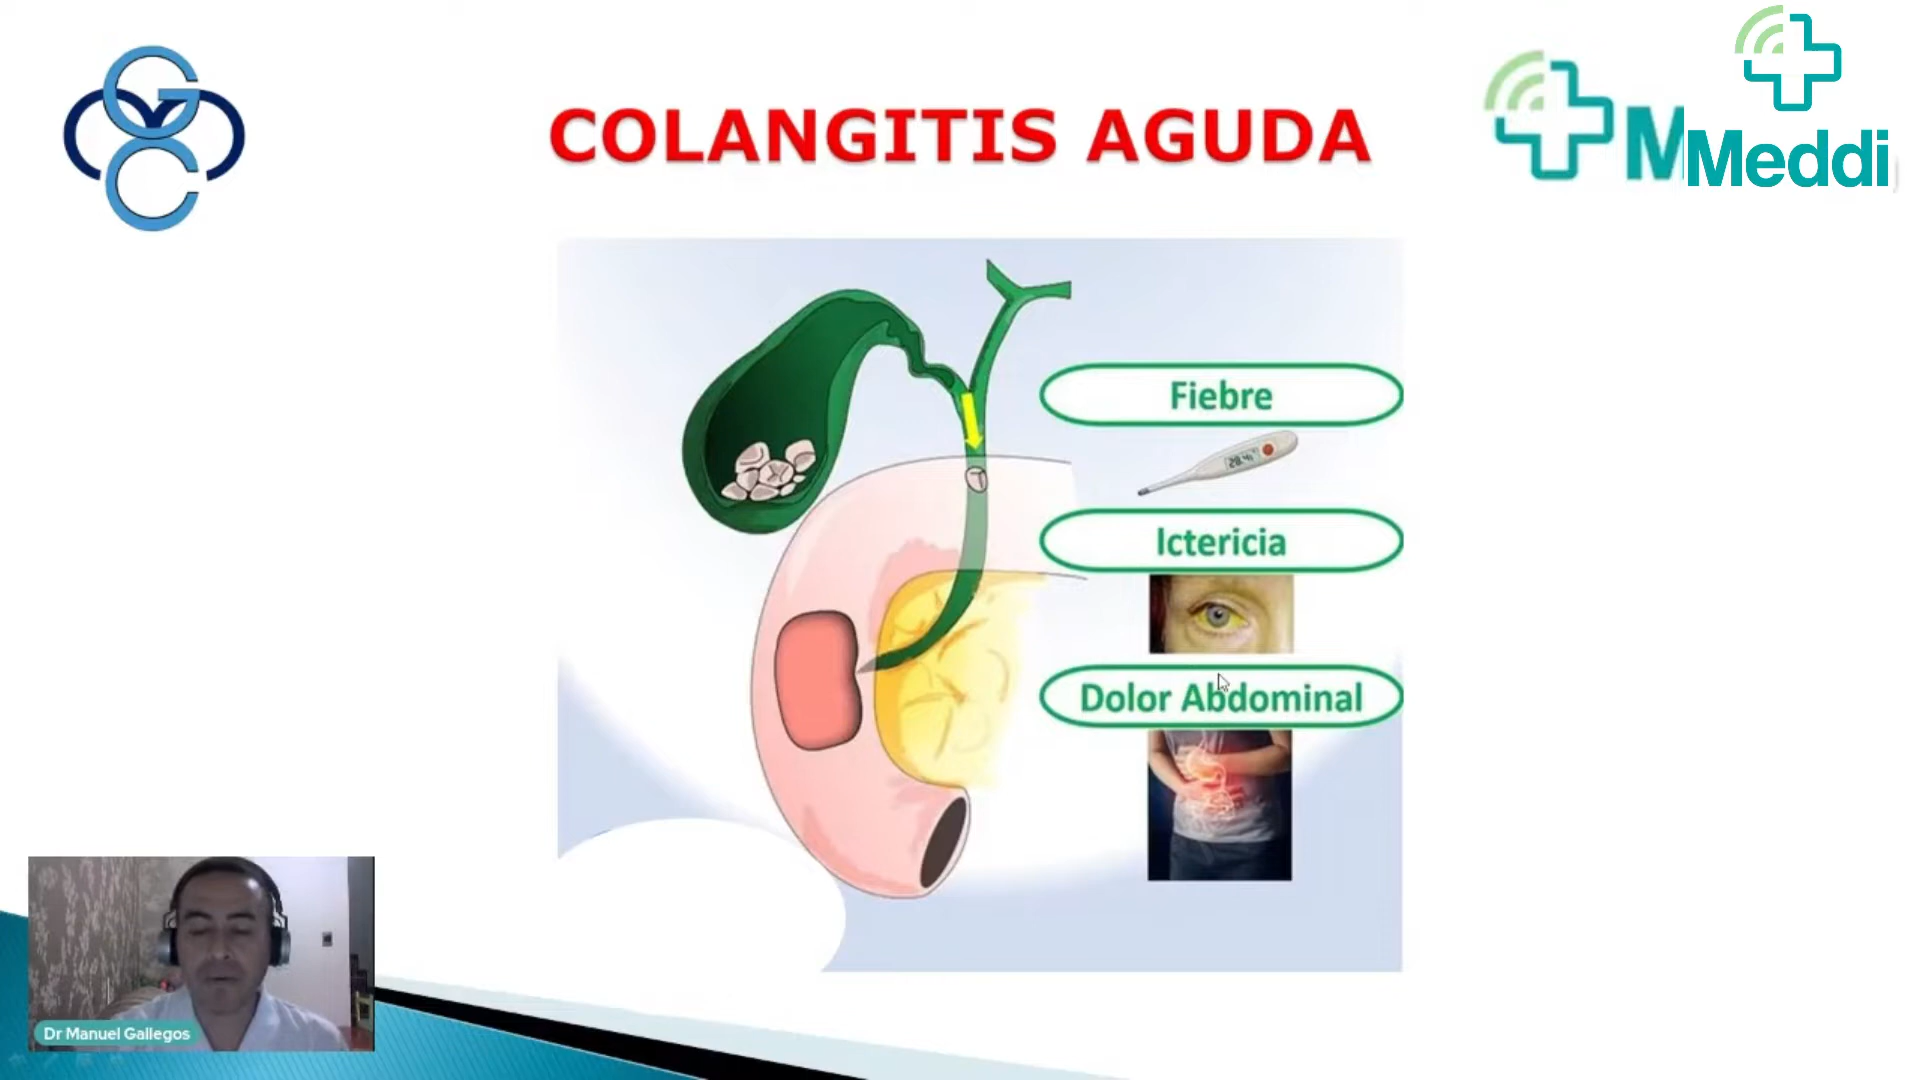 COLANGITIS AGUDA
M
Meddi
Fiebre
Ictericia
Dolor Abdominal
Dr Manuel Gallegos